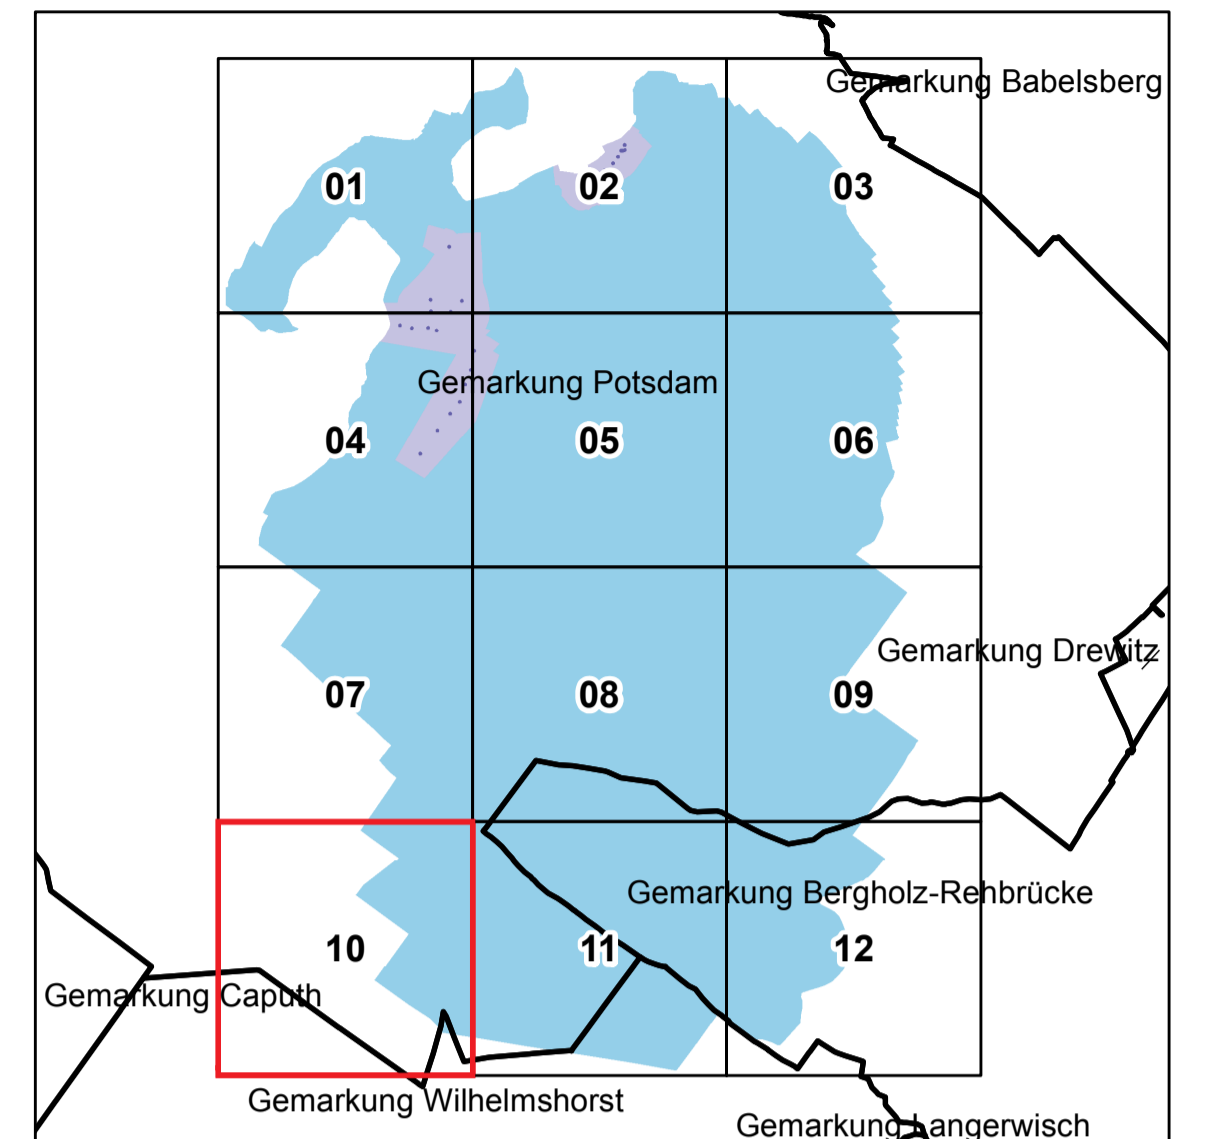 Gemarkung Babelsberg
01
02
03
Gemarkung Potsdam
04
05
06
Gemarkung Drewitz
07
08
09
Gemarkung Bergholz-Rehbrücke
10
11
12
Gemarkung Caputh
Gemarkung Wilhelmshorst
Gemarkung Langerwisch